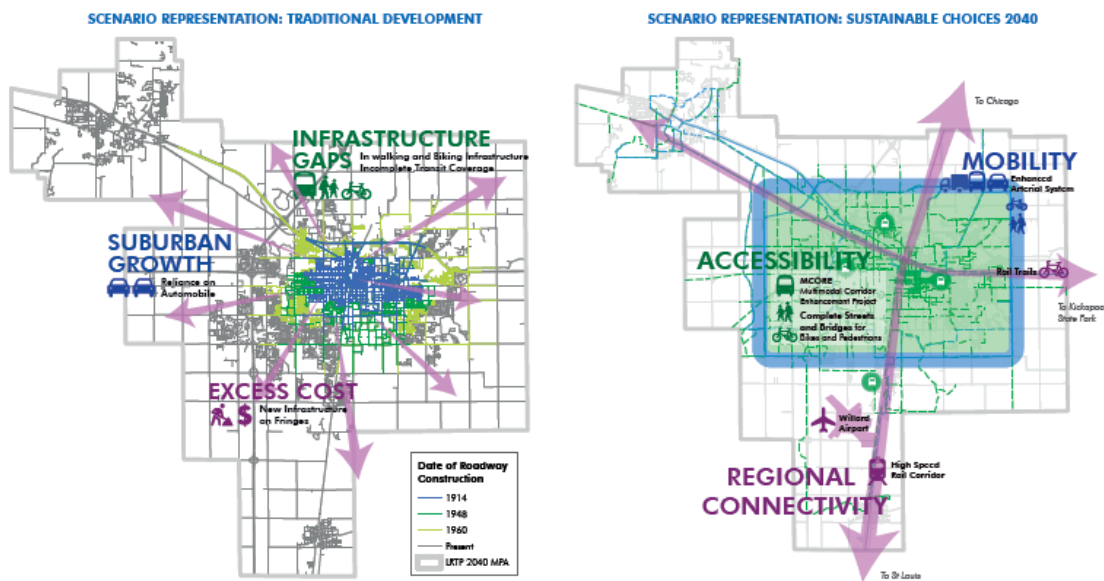 SCENARIO REPRESENTATION: TRADITIONAL DEVELOPMENT
INFRASTRUCTURE
GAPS
In walking and Biking Infrastructure
Incomplete Transit Coverage
SUBURBAN
GROWTH
Reliance on
Automobile
EXCESS COST
$
New Infrastructure
on Fringes
Date of Roadway
Construction
1914
1948
1960
Present
LRTP 2040 MPA
SCENARIO REPRESENTATION: SUSTAINABLE CHOICES 2040
To Chicago
MOBILITY
Enhanced
Arterial System
ACCESSIBILITY
MCORE
Multimodal Corridor
Enhancement Project
Complete Streets
and Bridges for
Bikes and Pedestrians
Rail Trails
To Kickapoo
State Park
Willard
Airport
High Speed
Rail Corridor
REGIONAL
CONNECTIVITY
To St Louis